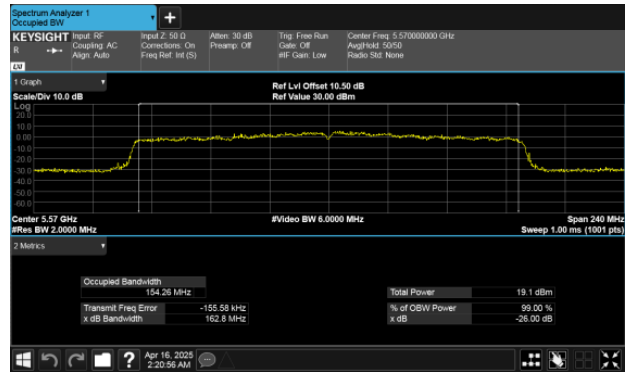 Spectrum Analyzer 1
Occupied BW
+
KEYSIGHT
R
LXI
Input: RF
Coupling: AC
Align: Auto
Input Z: 50 Ω
Corrections: On
Freq Ref: Int (S)
Atten: 30 dB
Preamp: Off
Trig: Free Run
Gate: Off
#IF Gain: Low
Center Freq: 5.570000000 GHz
Avg|Hold: 50/50
Radio Std: None
1 Graph
Scale/Div 10.0 dB
Ref Lvl Offset 10.50 dB
Ref Value 30.00 dBm
Log
20.0
10.0
0.00
-10.0
-20.0
-30.0
-40.0
-50.0
-60.0
Center 5.57 GHz
#Res BW 2.0000 MHz
#Video BW 6.0000 MHz
Span 240 MHz
Sweep 1.00 ms (1001 pts)
2 Metrics
Occupied Bandwidth
154.26 MHz
Transmit Freq Error -155.58 kHz
x dB Bandwidth 162.8 MHz
Total Power 19.1 dBm
% of OBW Power 99.00 %
x dB -26.00 dB
?
Apr 16, 2025
2:20:56 AM